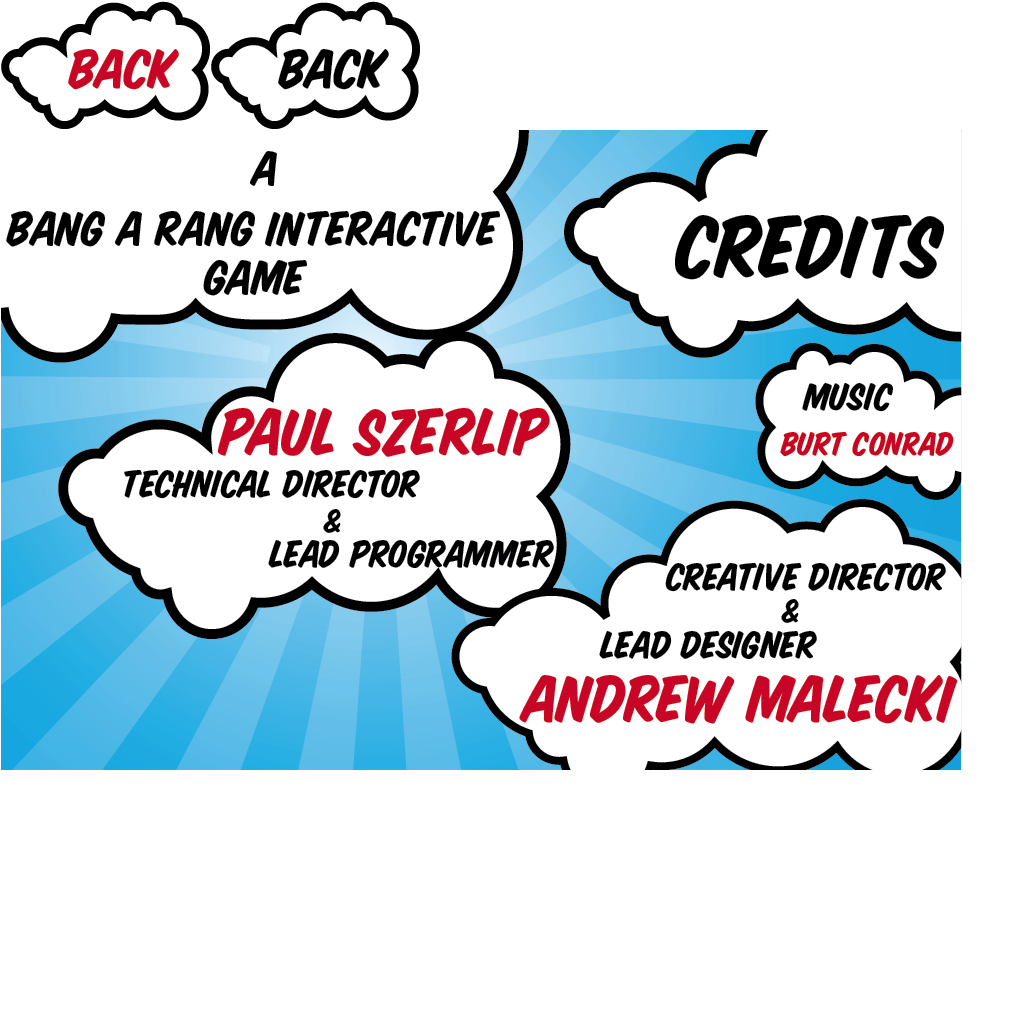 BACK
BACK
A
BANG A RANG INTERACTIVE
GAME
CREDITS
PAUL SZERLIP
TECHNICAL DIRECTOR
&
LEAD PROGRAMMER
MUSIC
BURT CONRAD
CREATIVE DIRECTOR
&
LEAD DESIGNER
ANDREW MALECKI